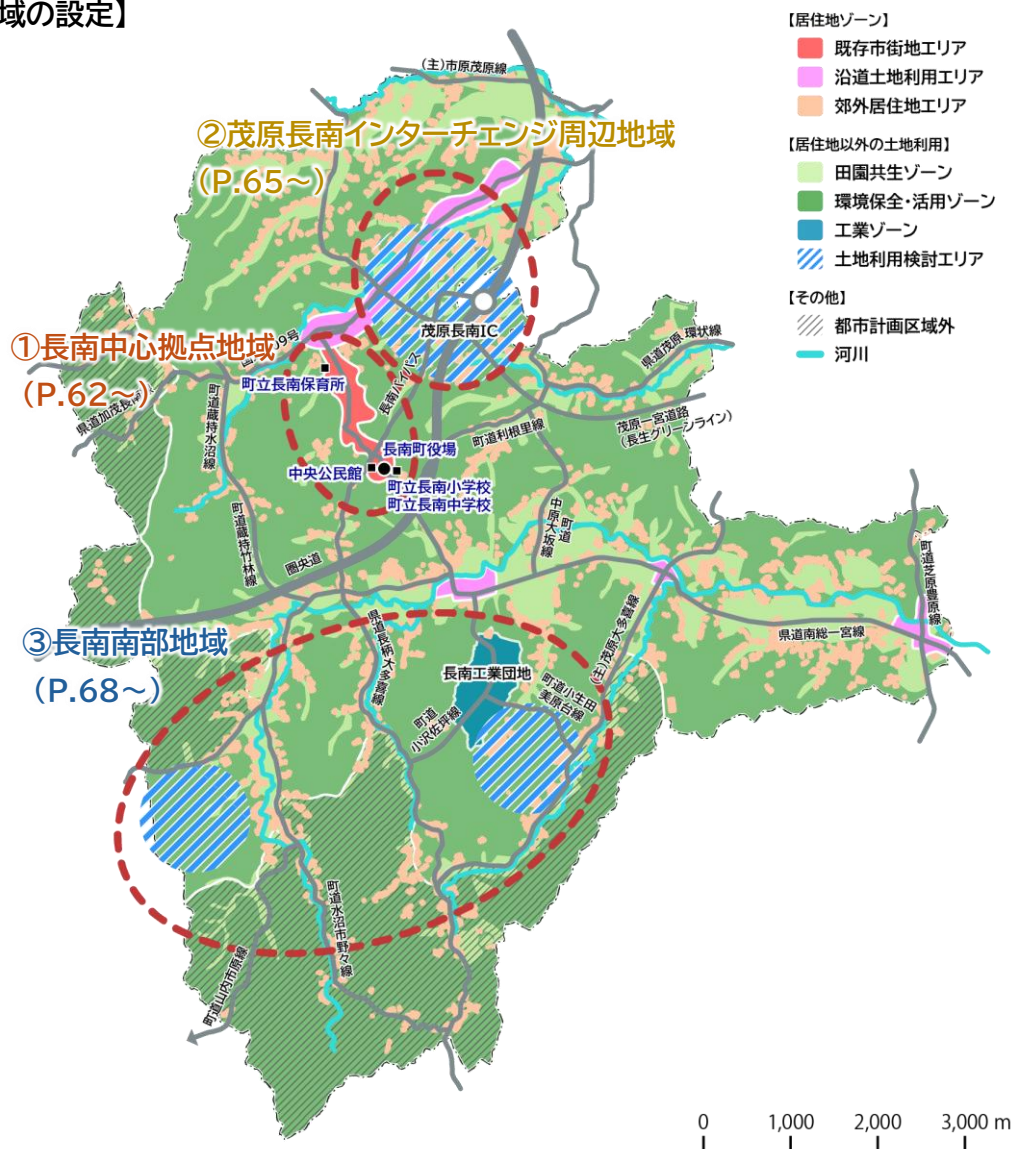 域の設定】
【居住地ゾーン】
既存市街地エリア
沿道土地利用エリア
郊外居住地エリア
【居住地以外の土地利用】
田園共生ゾーン
環境保全・活用ゾーン
工業ゾーン
土地利用検討エリア
【その他】
都市計画区域外
河川
(主)市原茂原線
②茂原長南インターチェンジ周辺地域
(P.65~)
茂原長南IC
①長南中心拠点地域
(P.62~)
09号
県道加茂長南
町道蔵持水沼線
町立長南保育所
長南バイパス
県道茂原環状線
茂原一宮道路
(長生グリーンライン)
町道利根里線
長南町役場
中央公民館
町立長南小学校
町立長南中学校
町道蔵持竹林線
圏央道
町道
中原大坂線
町道芝原豊原線
県道南総一宮線
③長南南部地域
(P.68~)
県道長柄大多喜線
(主)茂原大多喜線
長南工業団地
町道小生田
美原台線
町道
小沢佐坪線
町道水沼市野々線
町道山内市原線
0 1,000 2,000 3,000 m